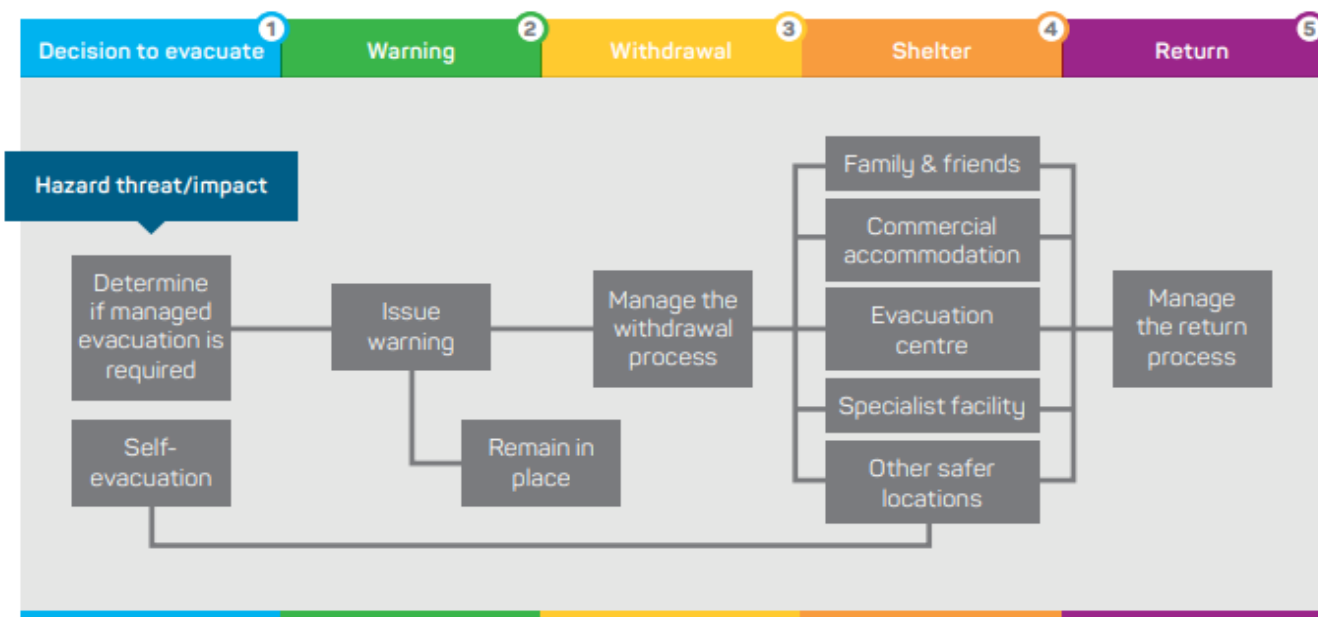 1
2
3
4
5
Decision to evacuate
Warning
Withdrawal
Shelter
Return
Hazard threat/impact
Determine
if managed
evacuation is
required
Self-
evacuation
Issue
warning
Remain in
place
Manage the
withdrawal
process
Family & friends
Commercial
accommodation
Evacuation
centre
Specialist facility
Other safer
locations
Manage
the return
process